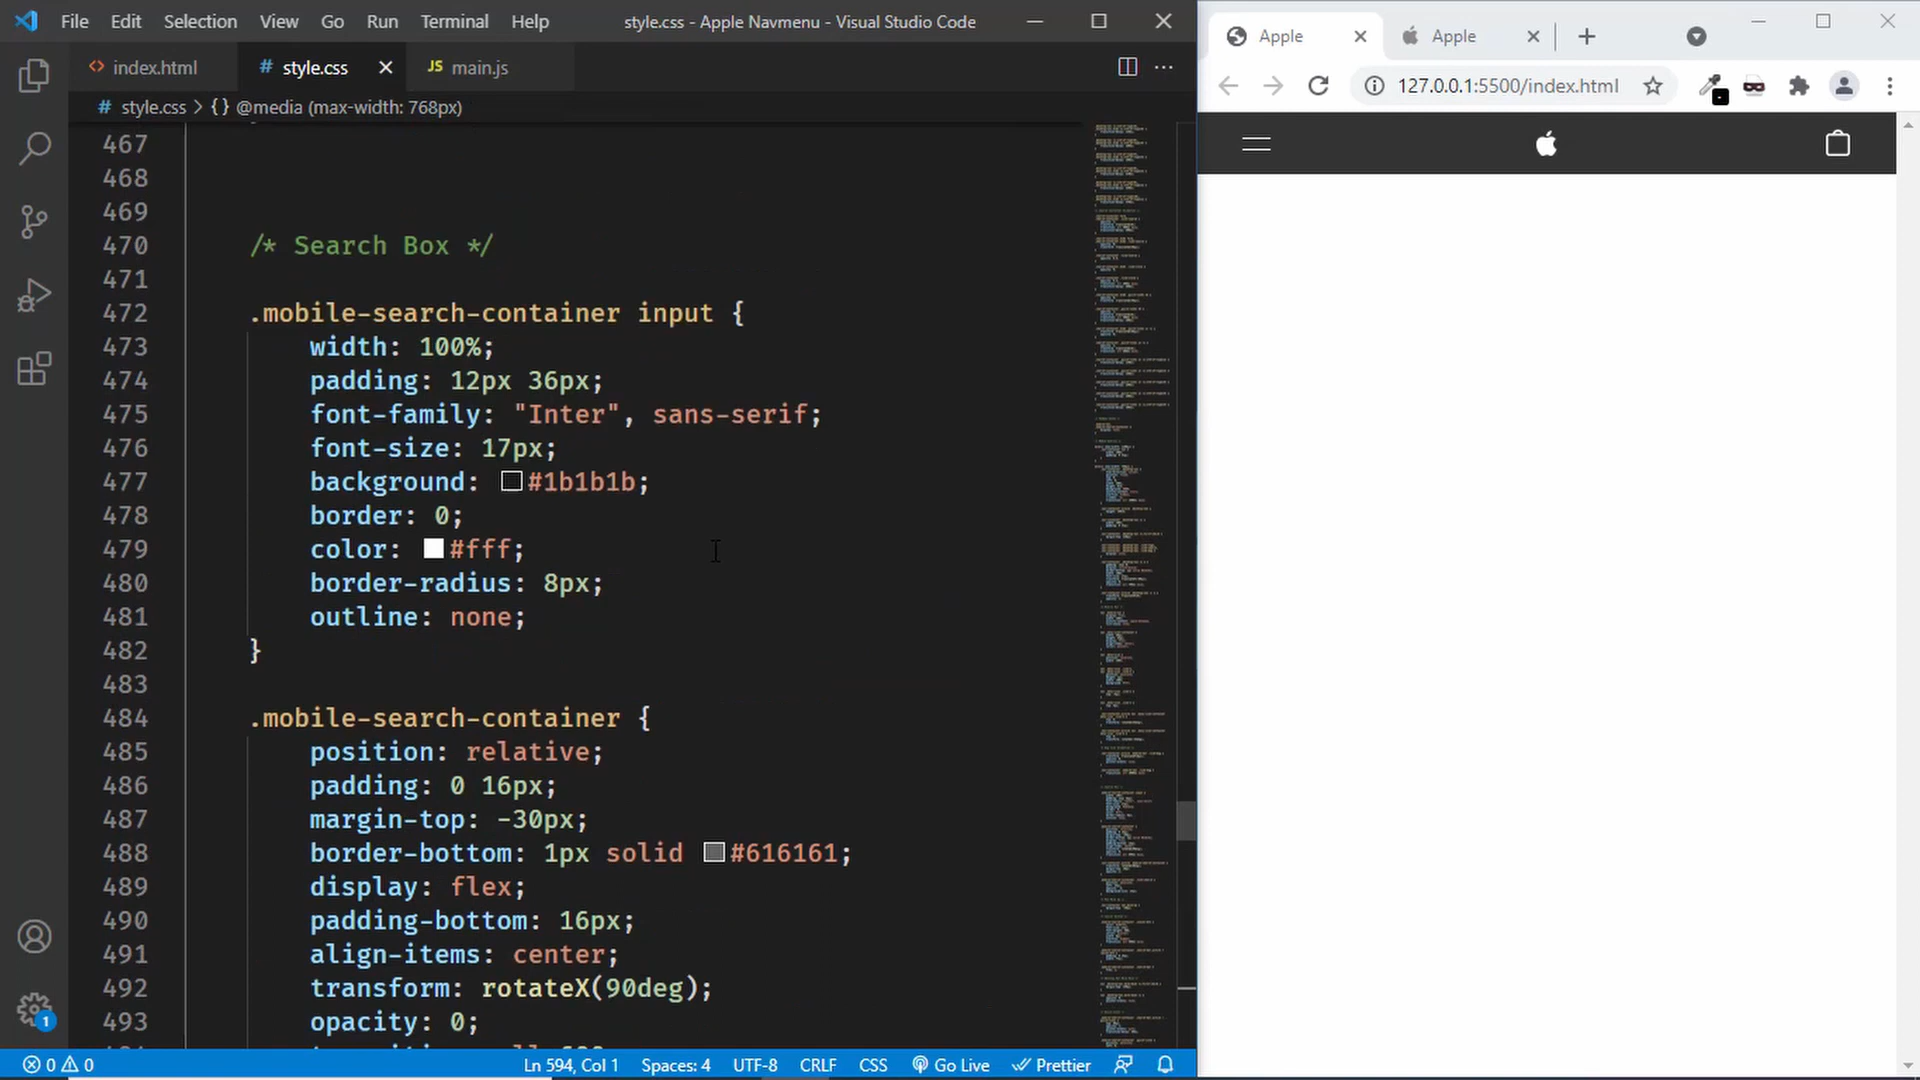 File Edit Selection View Go Run Terminal Help style.css - Apple Navmenu - Visual Studio Code
index.html style.css JS main.js
style.css > {} @media (max-width: 768px)
467
468
469
470 /* Search Box */
471
472 .mobile-search-container input {
473 width: 100%;
474 padding: 12px 36px;
475 font-family: "Inter", sans-serif;
476 font-size: 17px;
477 background: #1b1b1b;
478 border: 0;
479 color: #fff;
480 border-radius: 8px;
481 outline: none;
482 }
483
484 .mobile-search-container {
485 position: relative;
486 padding: 0 16px;
487 margin-top: -30px;
488 border-bottom: 1px solid #616161;
489 display: flex;
490 padding-bottom: 16px;
491 align-items: center;
492 transform: rotateX(90deg);
493 opacity: 0;
1
0 0 Ln 594, Col 1 Spaces: 4 UTF-8 CRLF CSS Go Live Prettier
Apple Apple
127.0.0.1:5500/index.html